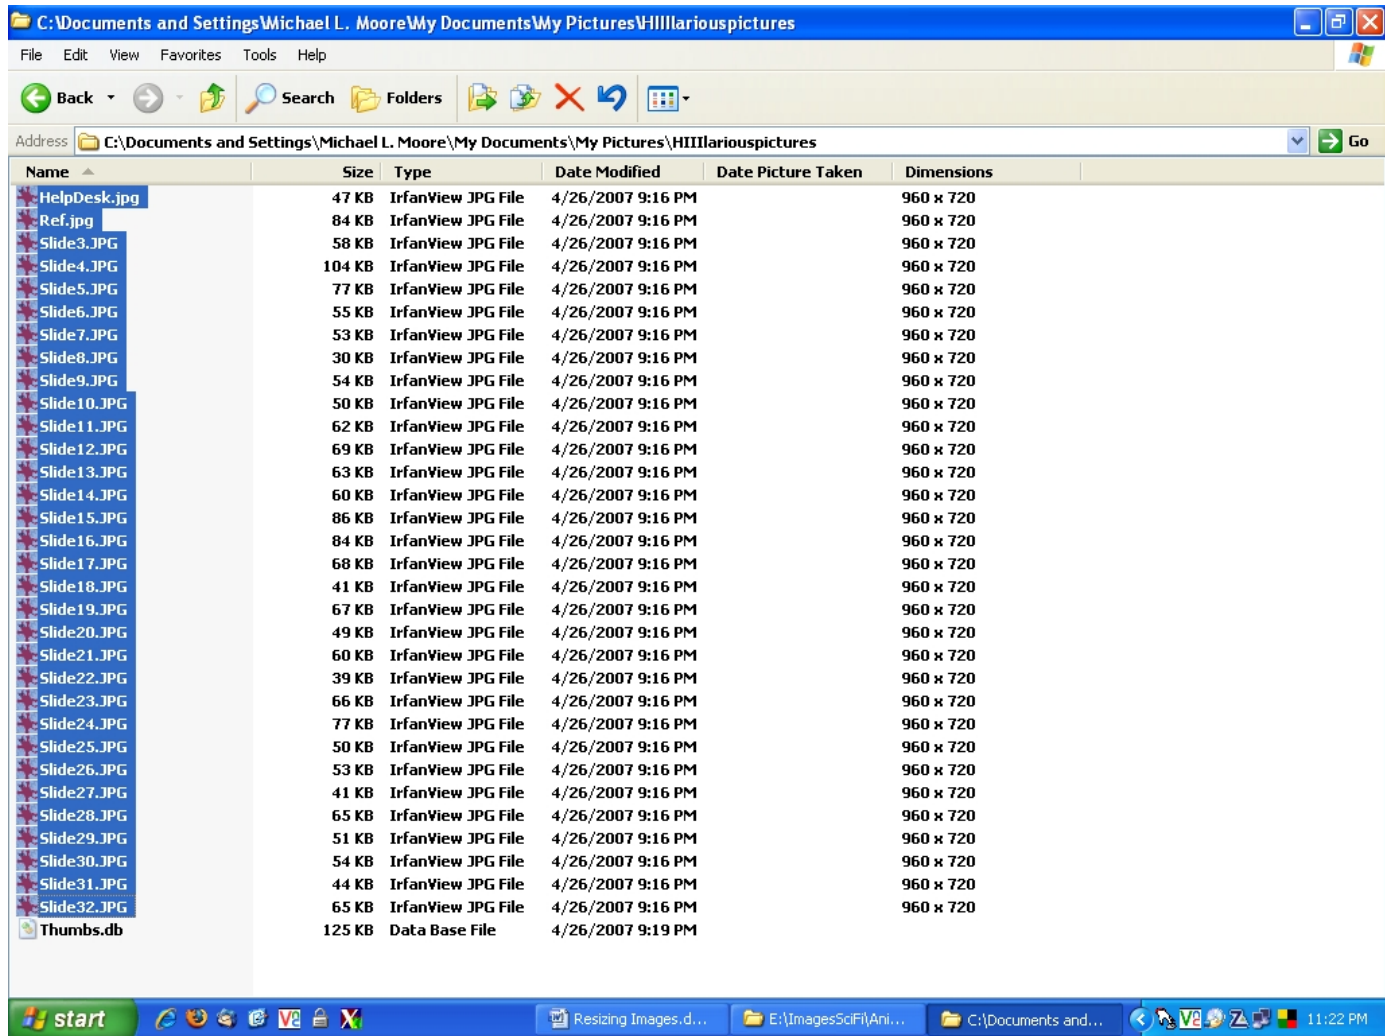 C:\Documents and Settings\Michael L. Moore\My Documents\My Pictures\HIIIlariouspictures
File Edit View Favorites Tools Help
Back Search Folders
Address C:\Documents and Settings\Michael L. Moore\My Documents\My Pictures\HIIIlariouspictures Go
Name Size Type Date Modified Date Picture Taken Dimensions
HelpDesk.jpg 47 KB IrfanView JPG File 4/26/2007 9:16 PM 960 x 720
Ref.jpg 84 KB IrfanView JPG File 4/26/2007 9:16 PM 960 x 720
Slide3.JPG 58 KB IrfanView JPG File 4/26/2007 9:16 PM 960 x 720
Slide4.JPG 104 KB IrfanView JPG File 4/26/2007 9:16 PM 960 x 720
Slide5.JPG 77 KB IrfanView JPG File 4/26/2007 9:16 PM 960 x 720
Slide6.JPG 55 KB IrfanView JPG File 4/26/2007 9:16 PM 960 x 720
Slide7.JPG 53 KB IrfanView JPG File 4/26/2007 9:16 PM 960 x 720
Slide8.JPG 30 KB IrfanView JPG File 4/26/2007 9:16 PM 960 x 720
Slide9.JPG 54 KB IrfanView JPG File 4/26/2007 9:16 PM 960 x 720
Slide10.JPG 50 KB IrfanView JPG File 4/26/2007 9:16 PM 960 x 720
Slide11.JPG 62 KB IrfanView JPG File 4/26/2007 9:16 PM 960 x 720
Slide12.JPG 69 KB IrfanView JPG File 4/26/2007 9:16 PM 960 x 720
Slide13.JPG 63 KB IrfanView JPG File 4/26/2007 9:16 PM 960 x 720
Slide14.JPG 60 KB IrfanView JPG File 4/26/2007 9:16 PM 960 x 720
Slide15.JPG 86 KB IrfanView JPG File 4/26/2007 9:16 PM 960 x 720
Slide16.JPG 84 KB IrfanView JPG File 4/26/2007 9:16 PM 960 x 720
Slide17.JPG 68 KB IrfanView JPG File 4/26/2007 9:16 PM 960 x 720
Slide18.JPG 41 KB IrfanView JPG File 4/26/2007 9:16 PM 960 x 720
Slide19.JPG 67 KB IrfanView JPG File 4/26/2007 9:16 PM 960 x 720
Slide20.JPG 49 KB IrfanView JPG File 4/26/2007 9:16 PM 960 x 720
Slide21.JPG 60 KB IrfanView JPG File 4/26/2007 9:16 PM 960 x 720
Slide22.JPG 39 KB IrfanView JPG File 4/26/2007 9:16 PM 960 x 720
Slide23.JPG 66 KB IrfanView JPG File 4/26/2007 9:16 PM 960 x 720
Slide24.JPG 77 KB IrfanView JPG File 4/26/2007 9:16 PM 960 x 720
Slide25.JPG 50 KB IrfanView JPG File 4/26/2007 9:16 PM 960 x 720
Slide26.JPG 53 KB IrfanView JPG File 4/26/2007 9:16 PM 960 x 720
Slide27.JPG 41 KB IrfanView JPG File 4/26/2007 9:16 PM 960 x 720
Slide28.JPG 65 KB IrfanView JPG File 4/26/2007 9:16 PM 960 x 720
Slide29.JPG 51 KB IrfanView JPG File 4/26/2007 9:16 PM 960 x 720
Slide30.JPG 54 KB IrfanView JPG File 4/26/2007 9:16 PM 960 x 720
Slide31.JPG 44 KB IrfanView JPG File 4/26/2007 9:16 PM 960 x 720
Slide32.JPG 65 KB IrfanView JPG File 4/26/2007 9:16 PM 960 x 720
Thumbs.db 125 KB Data Base File 4/26/2007 9:19 PM
start Resizing Images.d... E:\ImagesSciFi\Ani... C:\Documents and... 11:22 PM